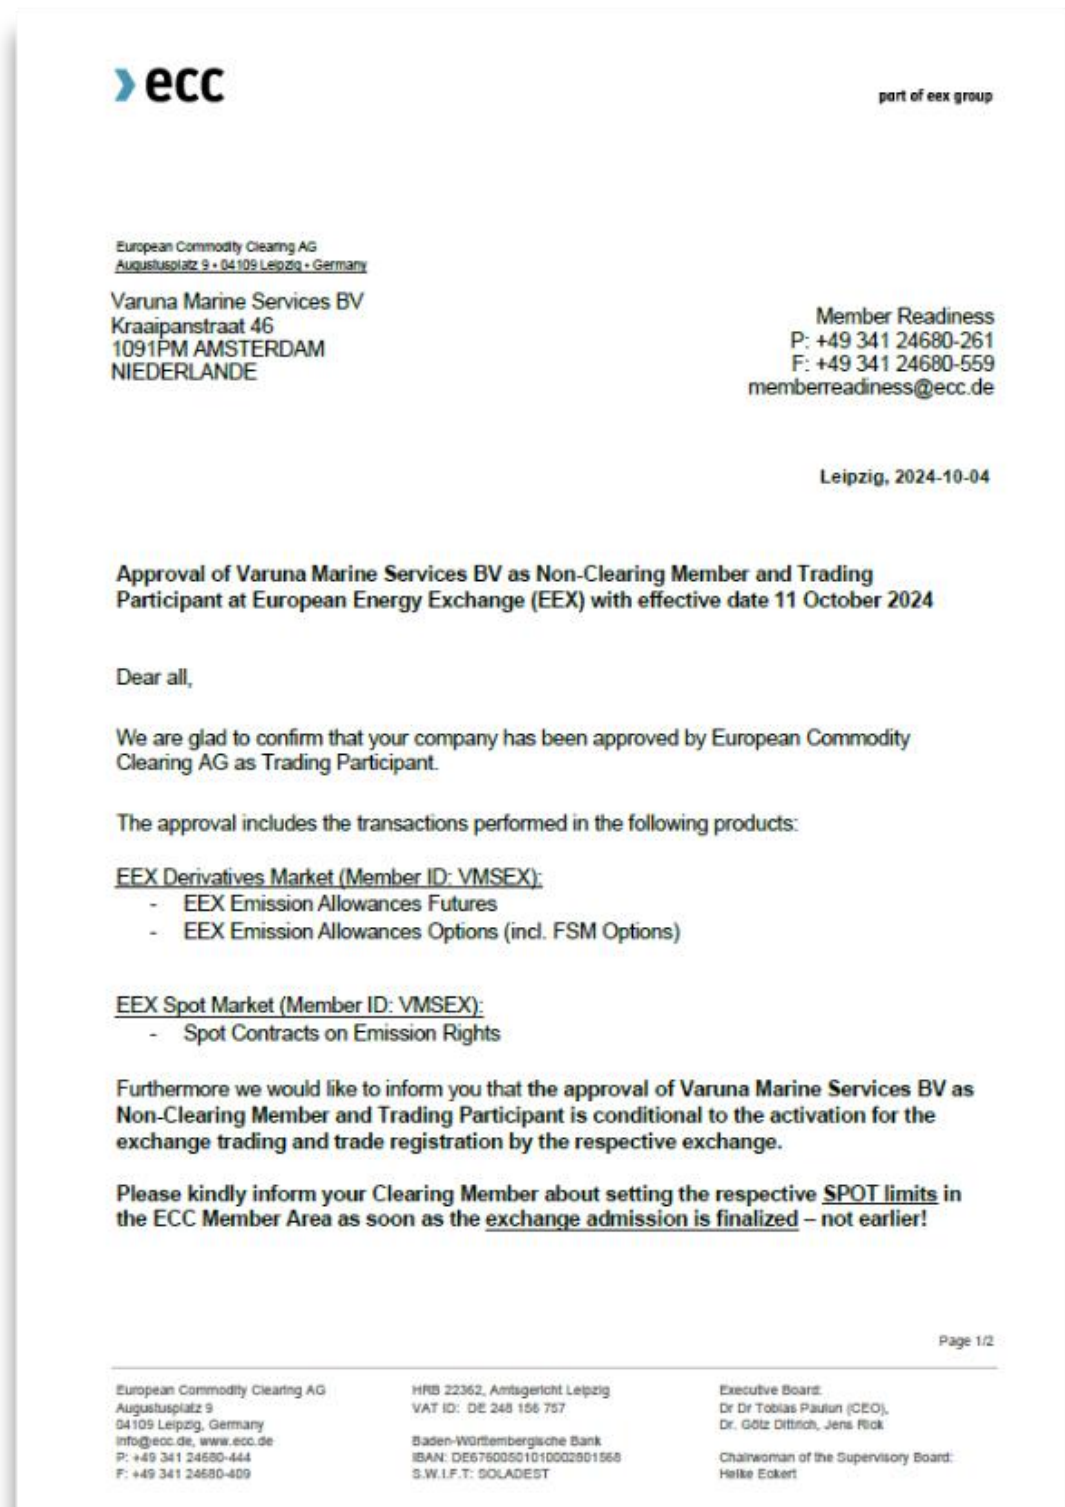 ecc
part of eex group
European Commodity Clearing AG
Augustusplatz 9 • 04109 Leipzig • Germany
Varuna Marine Services BV
Kraaipanstraat 46
1091PM AMSTERDAM
NIEDERLANDE
Member Readiness
P: +49 341 24680-261
F: +49 341 24680-559
memberreadiness@ecc.de
Leipzig, 2024-10-04
Approval of Varuna Marine Services BV as Non-Clearing Member and Trading
Participant at European Energy Exchange (EEX) with effective date 11 October 2024
Dear all,
We are glad to confirm that your company has been approved by European Commodity
Clearing AG as Trading Participant.
The approval includes the transactions performed in the following products:
EEX Derivatives Market (Member ID: VMSEX):
- EEX Emission Allowances Futures
- EEX Emission Allowances Options (incl. FSM Options)
EEX Spot Market (Member ID: VMSEX):
- Spot Contracts on Emission Rights
Furthermore we would like to inform you that the approval of Varuna Marine Services BV as
Non-Clearing Member and Trading Participant is conditional to the activation for the
exchange trading and trade registration by the respective exchange.
Please kindly inform your Clearing Member about setting the respective SPOT limits in
the ECC Member Area as soon as the exchange admission is finalized – not earlier!
Page 1/2
European Commodity Clearing AG
Augustusplatz 9
04109 Leipzig, Germany
info@ecc.de, www.ecc.de
P: +49 341 24680-444
F: +49 341 24680-409
HRB 22362, Amtsgericht Leipzig
VAT ID: DE 248 156 757
Baden-Württembergische Bank
IBAN: DE67600501010002801568
S.W.I.F.T: SOLADEST
Executive Board:
Dr Dr Tobias Paulun (CEO),
Dr. Götz Dittrich, Jens Rick
Chairwoman of the Supervisory Board:
Heike Eckert